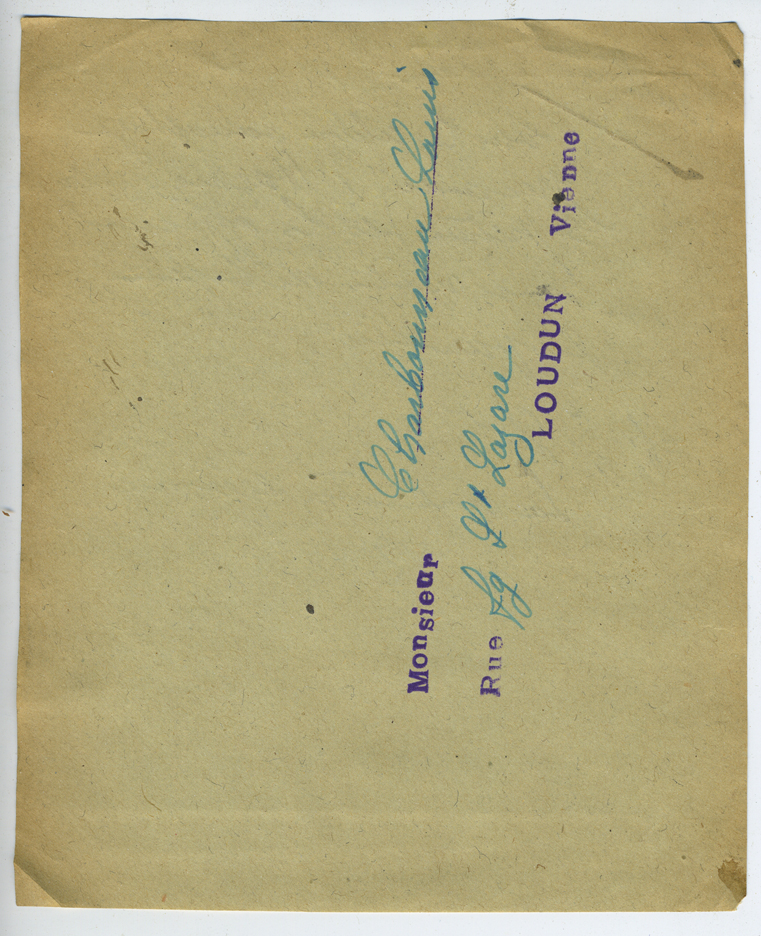 Monsieur Charbonneau Louis
Rue Fg St Lazare
LOUDUN Vienne